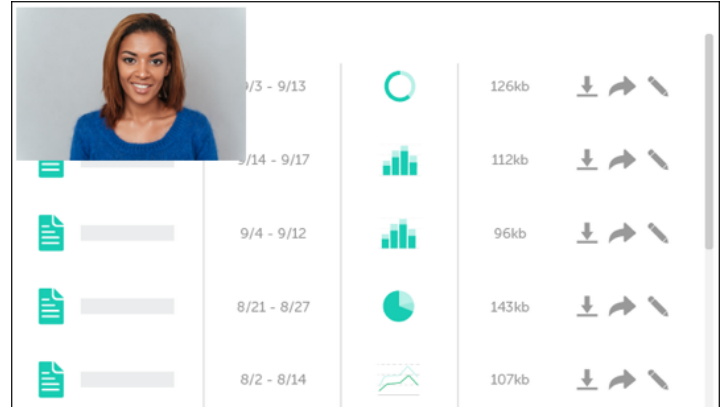 /3 - 9/13 126kb
9/14 - 9/17 112kb
9/4 - 9/12 96kb
8/21 - 8/27 143kb
8/2 - 8/14 107kb